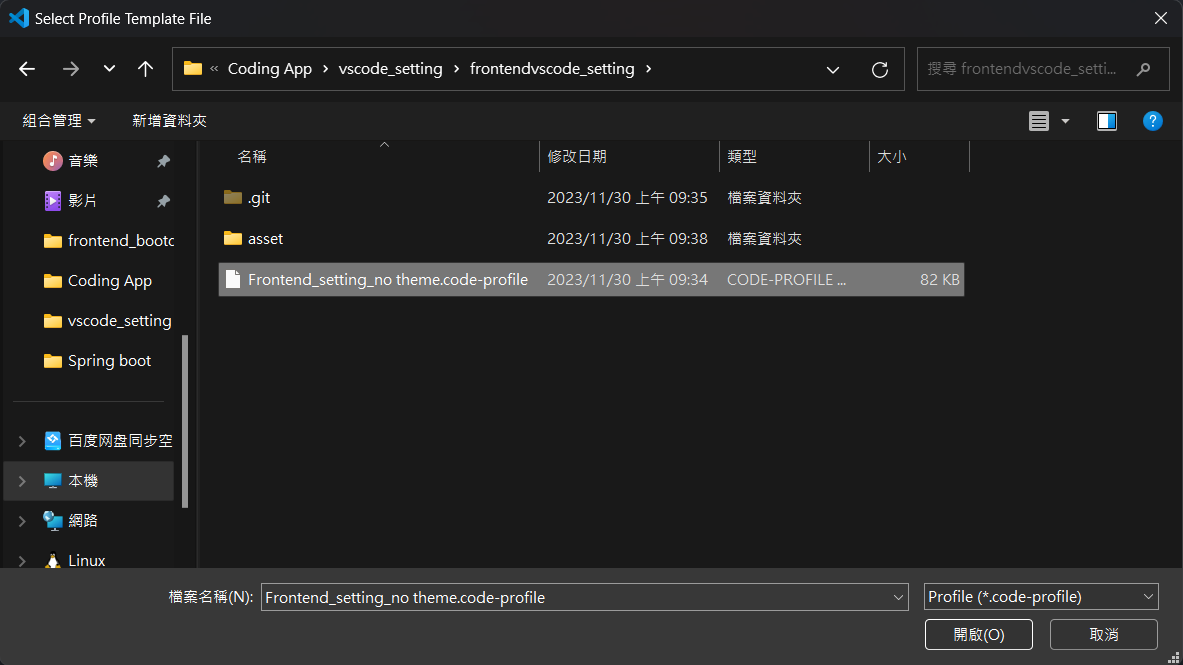 Select Profile Template File
« Coding App › vscode_setting › frontendvscode_setting ›
搜尋 frontendvscode_setti...
組合管理 新增資料夾
音樂
影片
frontend_bootc
Coding App
vscode_setting
Spring boot
百度网盘同步空
本機
網路
Linux
名稱 修改日期 類型 大小
.git 2023/11/30 上午 09:35 檔案資料夾
asset 2023/11/30 上午 09:38 檔案資料夾
Frontend_setting_no theme.code-profile 2023/11/30 上午 09:34 CODE-PROFILE ... 82 KB
檔案名稱(N): Frontend_setting_no theme.code-profile Profile (*.code-profile)
開啟(O) 取消